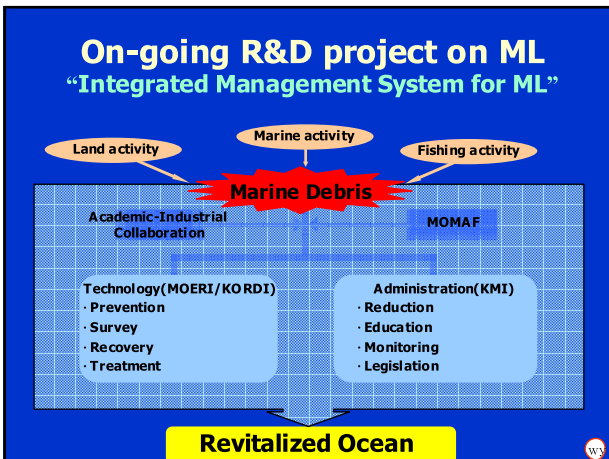 On-going R&D project on ML
“Integrated Management System for ML”
Marine activity
Land activity
Fishing activity
Marine Debris
Academic-Industrial
Collaboration
MOMAF
Technology(MOERI/KORDI)
· Prevention
· Survey
· Recovery
· Treatment
Administration(KMI)
· Reduction
· Education
· Monitoring
· Legislation
Revitalized Ocean